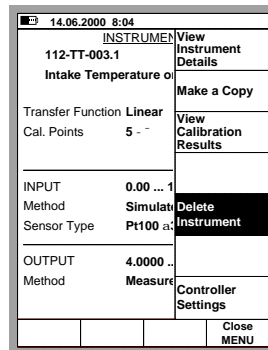 14.06.2000 8:04
INSTRUMEN
112-TT-003.1
Intake Temperature o
Transfer Function Linear
Cal. Points 5 -
INPUT 0.00 ... 1
Method Simulat
Sensor Type Pt100
OUTPUT 4.0000 ..
Method Measure
View
Instrument
Details
Make a Copy
View
Calibration
Results
Delete
Instrument
Controller
Settings
Close
MENU